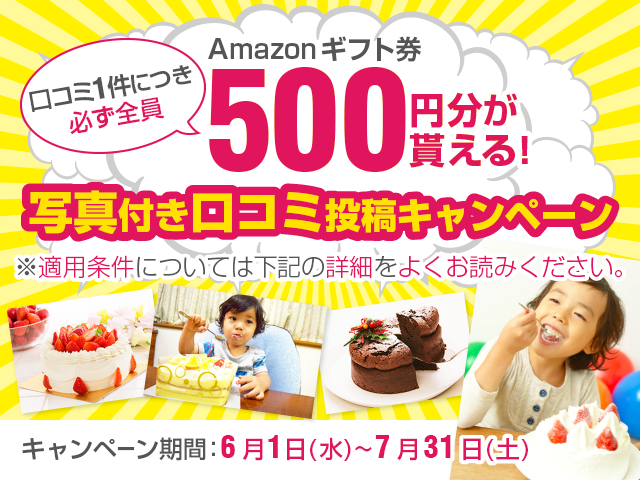 口コミ1件につき
必ず全員
Amazonギフト券
500円分が
貰える!
写真付き口コミ投稿キャンペーン
※適用条件については下記の詳細をよくお読みください。
キャンペーン期間:6月1日(水)～7月31日(土)